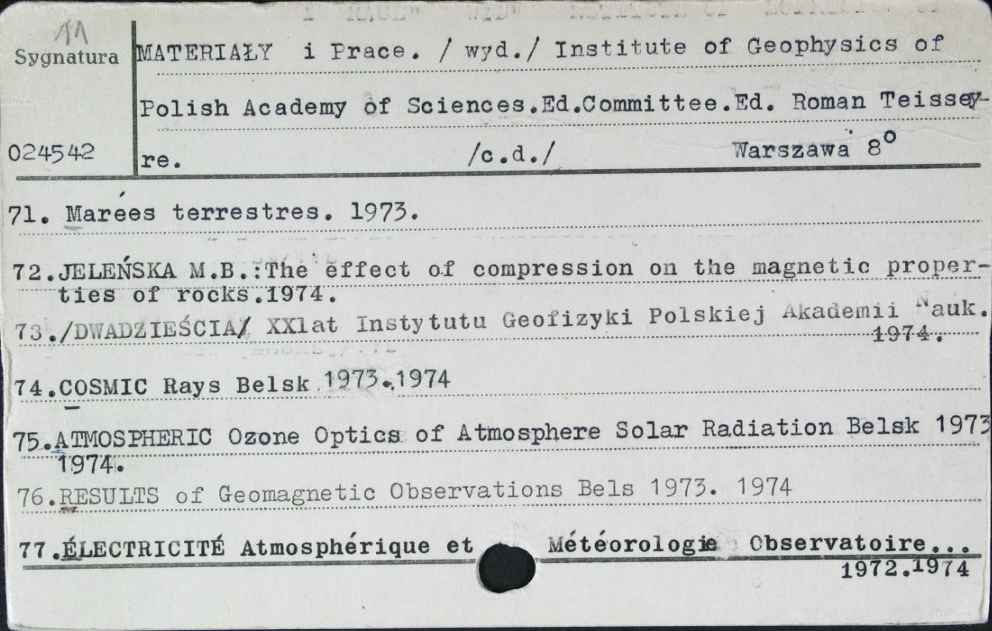 11
Sygnatura
MATERIAŁY i Prace. / wyd./ Institute of Geophysics of
Polish Academy of Sciences.Ed.Committee.Ed. Roman Teissey-
024542
re. /c.d./ Warszawa 8°
71. Marées terrestres. 1973.
72.JELEŃSKA M.B.:The effect of compression on the magnetic proper-
ties of rocks.1974.
73./DWADZIEŚCIA/ XXlat Instytutu Geofizyki Polskiej Akademii Nauk.
1974.
74.COSMIC Rays Belsk 1973.,1974
75.ATMOSPHERIC Ozone Optics of Atmosphere Solar Radiation Belsk 1973
1974.
76.RESULTS of Geomagnetic Observations Bels 1973. 1974
77.ÉLECTRICITÉ Atmosphérique et Météorologie Observatoire...
1972.1974